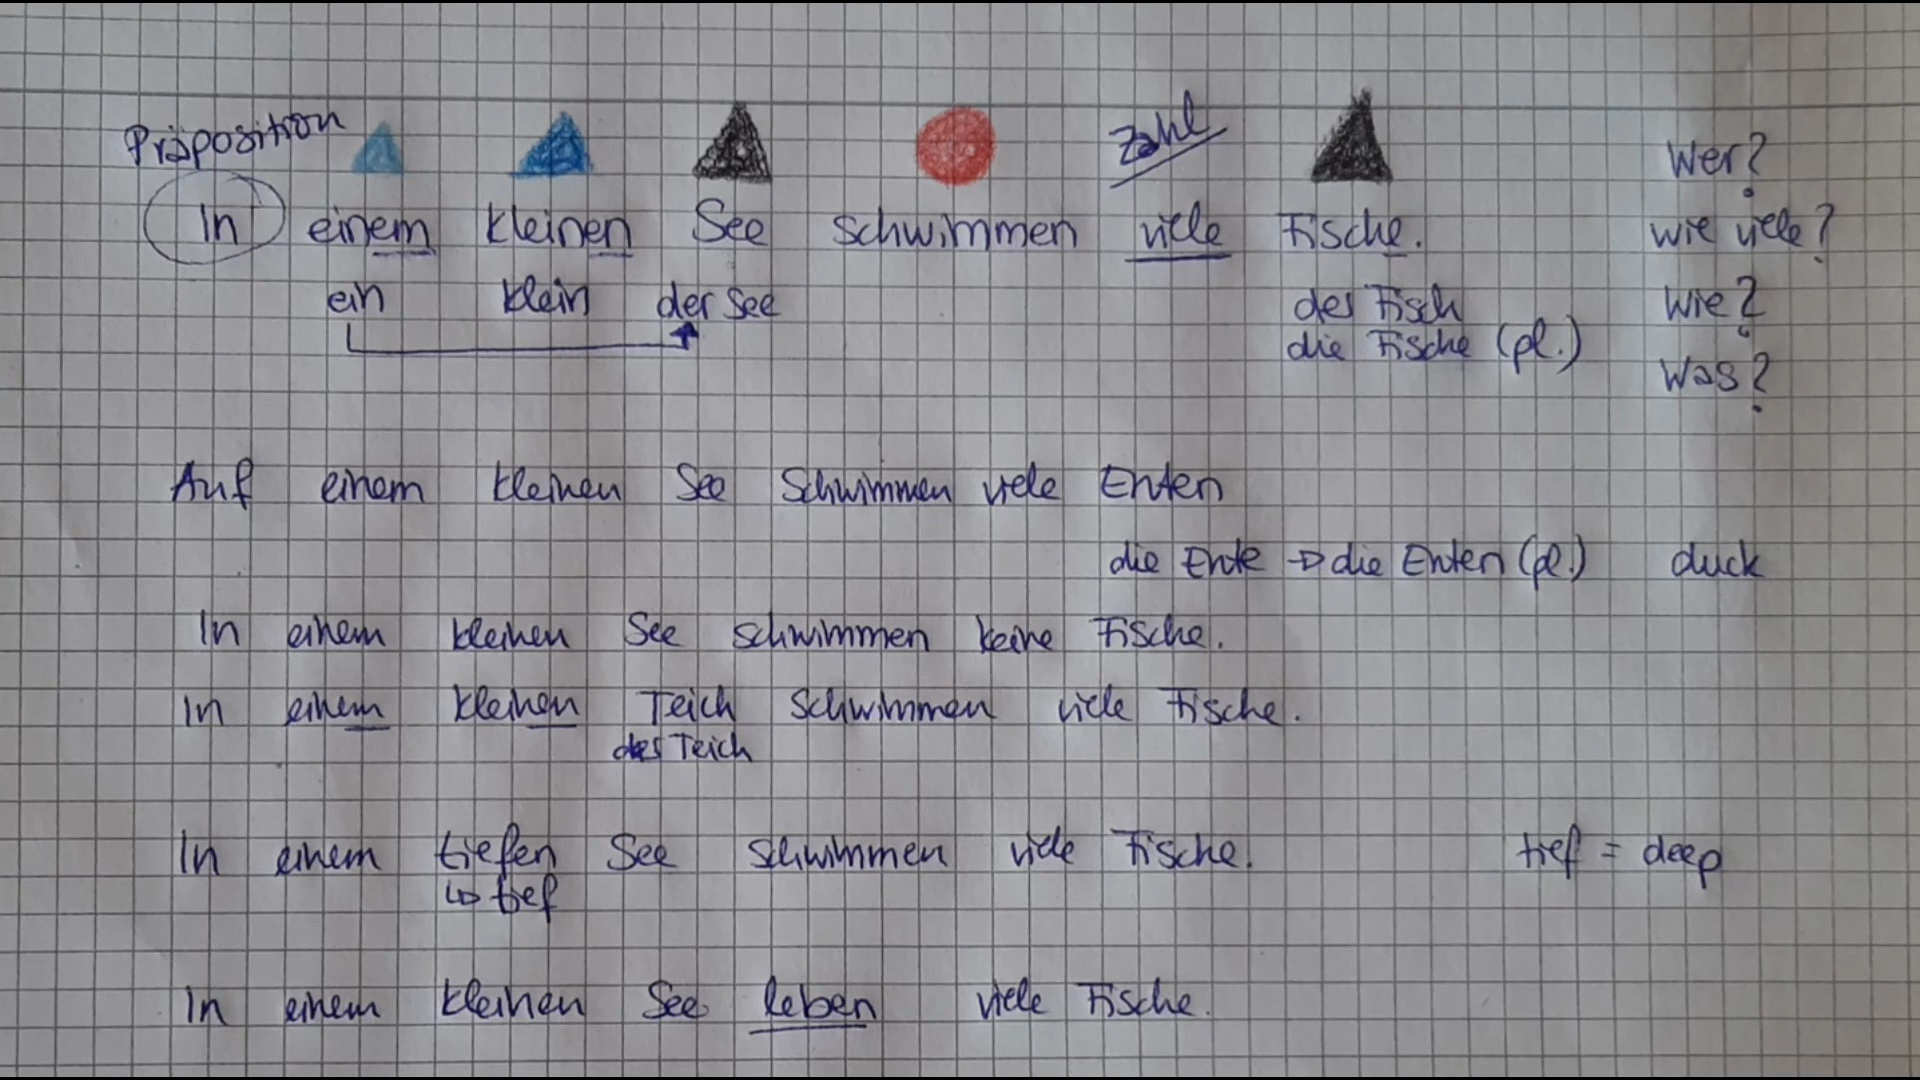 Präposition Zahl
Wer?
In einem kleinen See schwimmen viele Fische.
wie viele?
ein klein der See der Fisch
Wie?
die Fische (pl.)
Was?
Auf einem kleinen See schwimmen viele Enten
die Ente → die Enten (pl.) duck
In einem kleinen See schwimmen keine Fische.
In einem kleinen Teich schwimmen viele Fische.
der Teich
In einem tiefen See schwimmen viele Fische. tief = deep
↳ tief
In einem kleinen See leben viele Fische.